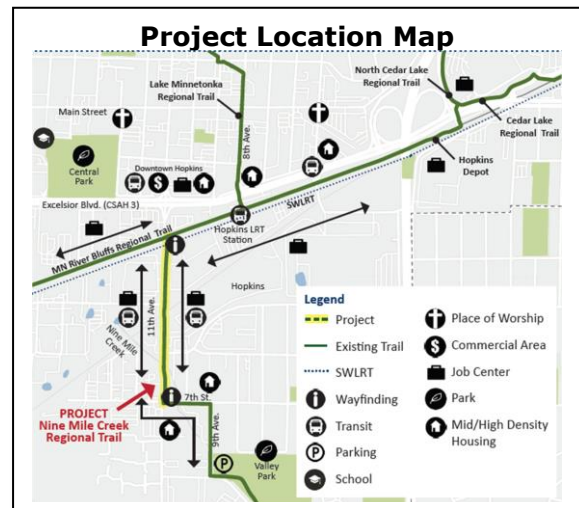 Project Location Map
North Cedar Lake
Regional Trail
Lake Minnetonka
Regional Trail
Main Street
8th Ave.
Cedar Lake
Regional Trail
Hopkins
Depot
Central
Park
Downtown Hopkins
Excelsior Blvd. (CSAH 3)
SWLRT
Hopkins LRT
Station
MN River Bluffs Regional Trail
11th Ave.
Hopkins
Nine Mile
Creek
PROJECT
Nine Mile Creek
Regional Trail
7th St.
9th Ave.
Valley
Park
Legend
Project
Existing Trail
SWLRT
Wayfinding
Transit
Parking
School
Place of Worship
Commercial Area
Job Center
Park
Mid/High Density
Housing